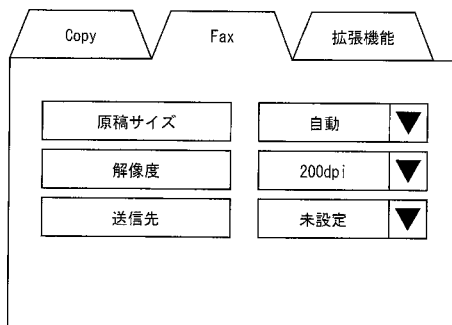 Copy
Fax
拡張機能
原稿サイズ
自動
解像度
200dpi
送信先
未設定